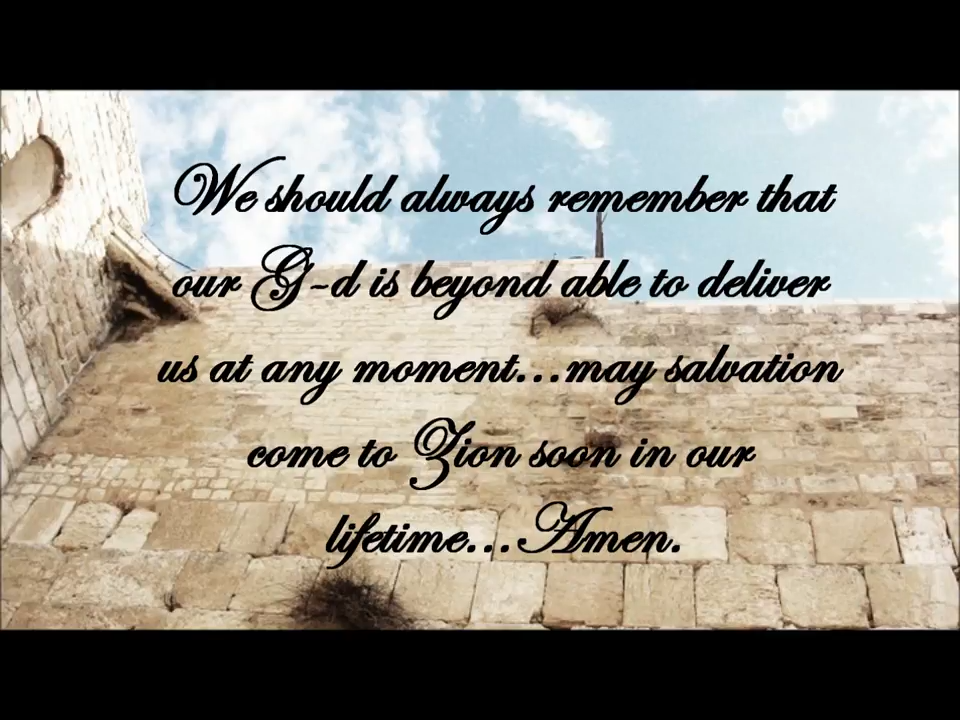 We should always remember that
our G-d is beyond able to deliver
us at any moment...may salvation
come to Zion soon in our
lifetime...Amen.